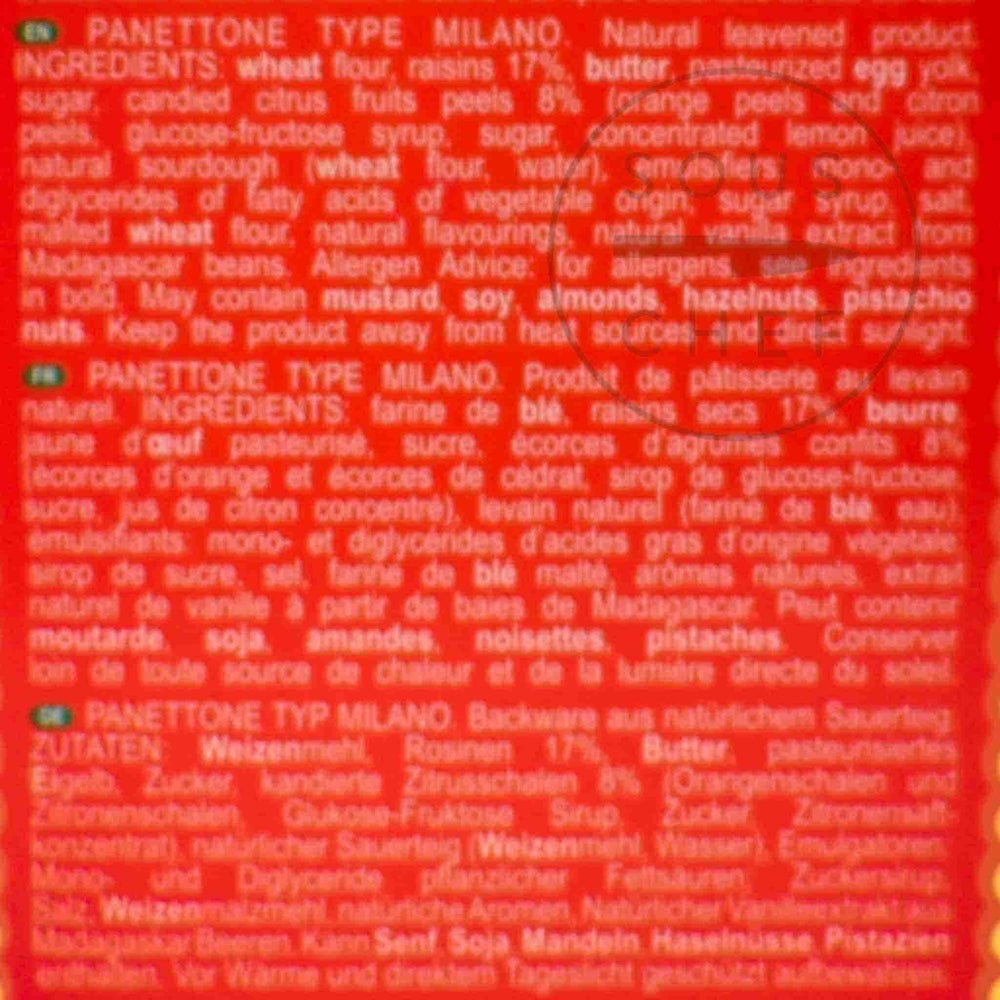 EN PANETTONE TYPE MILANO. Natural leavened product.
INGREDIENTS: wheat flour, raisins 17%, butter, pasteurized egg yolk,
sugar, candied citrus fruits peels 8% (orange peels and citron
peels, glucose-fructose syrup, sugar, concentrated lemon juice),
natural sourdough (wheat flour, water), emulsifiers: mono- and
diglycerides of fatty acids of vegetable origin, sugar syrup, salt,
malted wheat flour, natural flavourings, natural vanilla extract from
Madagascar beans. Allergen Advice: for allergens, see ingredients
in bold. May contain mustard, soy, almonds, hazelnuts, pistachio
nuts. Keep the product away from heat sources and direct sunlight.
FR PANETTONE TYPE MILANO. Produit de pâtisserie au levain
naturel. INGRÉDIENTS: farine de blé, raisins secs 17%, beurre,
jaune d'œuf pasteurisé, sucre, écorces d'agrumes confits 8%
(écorces d'orange et écorces de cédrat, sirop de glucose-fructose,
sucre, jus de citron concentré), levain naturel (farine de blé, eau),
émulsifiants: mono- et diglycérides d'acides gras d'origine végétale,
sirop de sucre, sel, farine de blé malté, arômes naturels, extrait
naturel de vanille à partir de baies de Madagascar. Peut contenir
moutarde, soja, amandes, noisettes, pistaches. Conserver
loin de toute source de chaleur et de la lumière directe du soleil.
DE PANETTONE TYP MILANO. Backware aus natürlichem Sauerteig.
ZUTATEN: Weizenmehl, Rosinen 17%, Butter, pasteurisiertes
Eigelb, Zucker, kandierte Zitrusschalen 8% (Orangenschalen und
Zitronenschalen, Glukose-Fruktose Sirup, Zucker, Zitronensaft-
konzentrat), natürlicher Sauerteig (Weizenmehl, Wasser), Emulgatoren:
Mono- und Diglyceride pflanzlicher Fettsäuren, Zuckersirup,
Salz, Weizenmalzmehl, natürliche Aromen, Natürlicher Vanilleextrakt aus
Madagaskar Beeren. Kann Senf, Soja, Mandeln, Haselnüsse, Pistazien
enthalten. Vor Wärme und direktem Tageslicht geschützt aufbewahren.
SOUS
CHEF